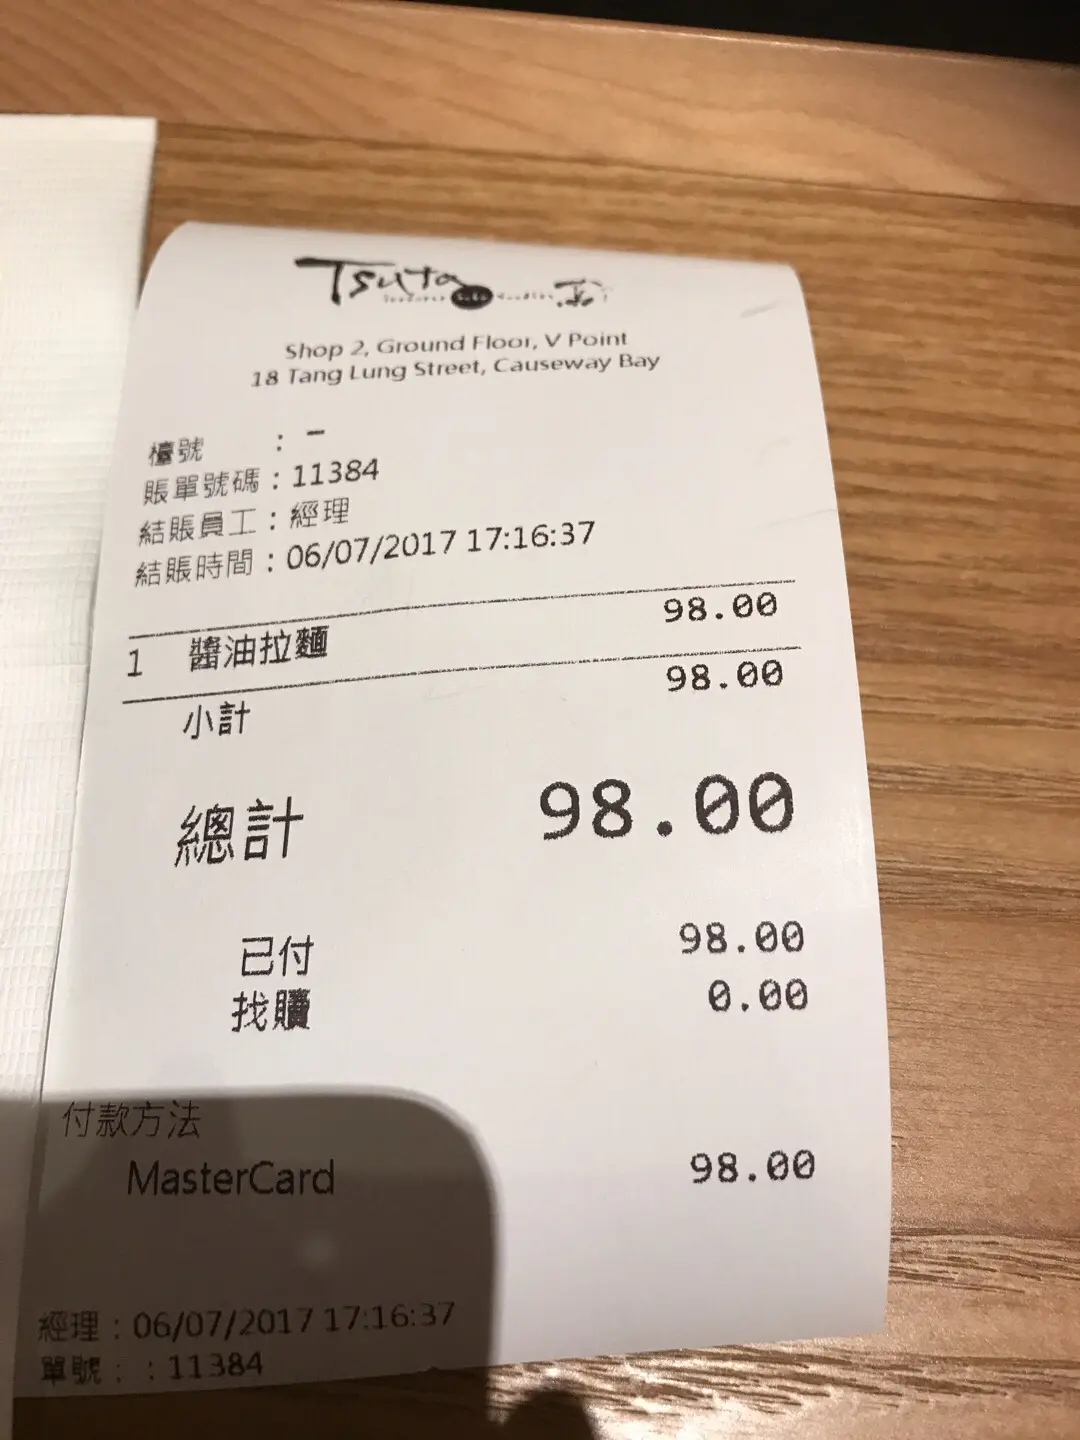 Tsuta
Japanese Soba Noodles 蔦
Shop 2, Ground Floor, V Point
18 Tang Lung Street, Causeway Bay
檯號 : -
賬單號碼 : 11384
結賬員工 : 經理
結賬時間 : 06/07/2017 17:16:37
1 醬油拉麵 98.00
小計 98.00
總計 98.00
已付 98.00
找贖 0.00
付款方法
MasterCard 98.00
經理 : 06/07/2017 17:16:37
單號 : : 11384